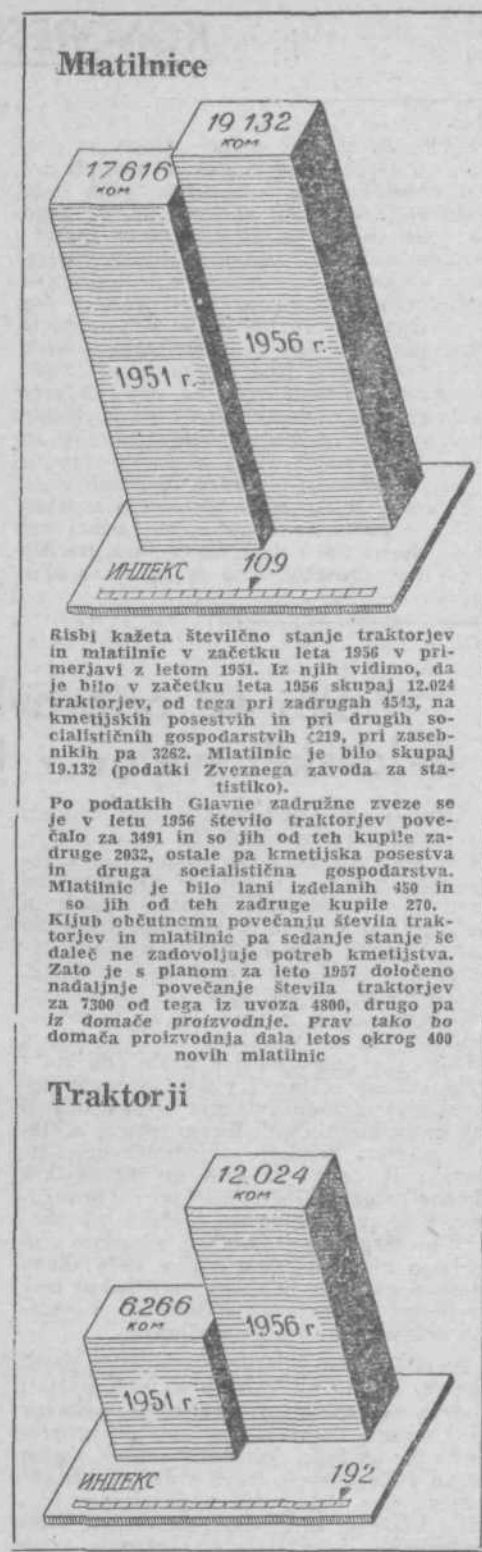 Mlatilnice
19 132
ком
17 616
ком
1956 г.
1951 г.
109
ИНДЕКС
Risbi kažeta številčno stanje traktorjev
in mlatilnic v začetku leta 1956 v pri-
merjavi z letom 1951. Iz njih vidimo, da
je bilo v začetku leta 1956 skupaj 12.024
traktorjev, od tega pri zadrugah 4543, na
kmetijskih posestvih in pri drugih so-
cialističnih gospodarstvih 4219, pri zaseb-
nikih pa 3262. Mlatilnic je bilo skupaj
19.132 (podatki Zveznega zavoda za sta-
tistiko).
Po podatkih Glavne zadružne zveze se
je v letu 1956 število traktorjev pove-
čalo za 3491 in so jih od teh kupile za-
druge 2032, ostale pa kmetijska posestva
in druga socialistična gospodarstva.
Mlatilnic je bilo lani izdelanih 450 in
so jih od teh zadruge kupile 270.
Kljub občutnemu povečanju števila trak-
torjev in mlatilnic pa sedanje stanje še
daleč ne zadovoljuje potreb kmetijstva.
Zato je s planom za leto 1957 določeno
nadaljnje povečanje števila traktorjev
za 7300 od tega iz uvoza 4800, drugo pa
iz domače proizvodnje. Prav tako bo
domača proizvodnja dala letos okrog 400
novih mlatilnic
Traktorji
12.024
ком
6.266
ком
1956 г
1951 г.
192
ИНДЕКС